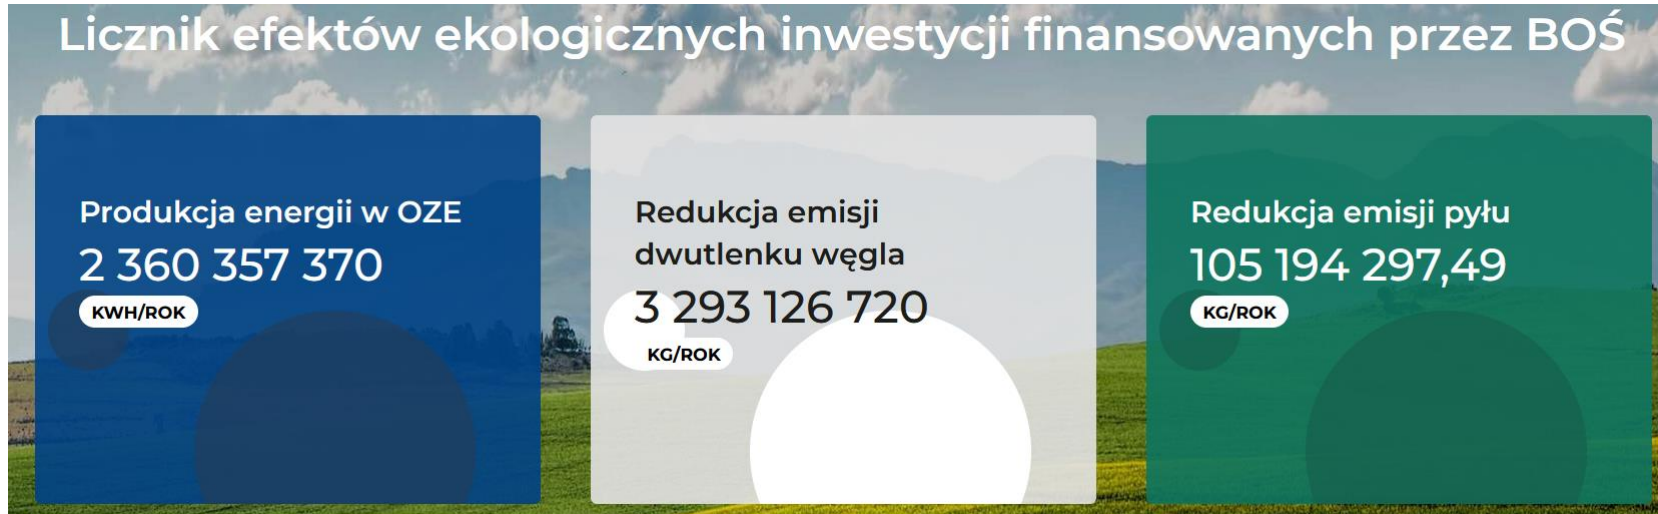 Licznik efektów ekologicznych inwestycji finansowanych przez BOŚ
Produkcja energii w OZE
2 360 357 370
KWH/ROK
Redukcja emisji
dwutlenku węgla
3 293 126 720
KG/ROK
Redukcja emisji pyłu
105 194 297,49
KG/ROK